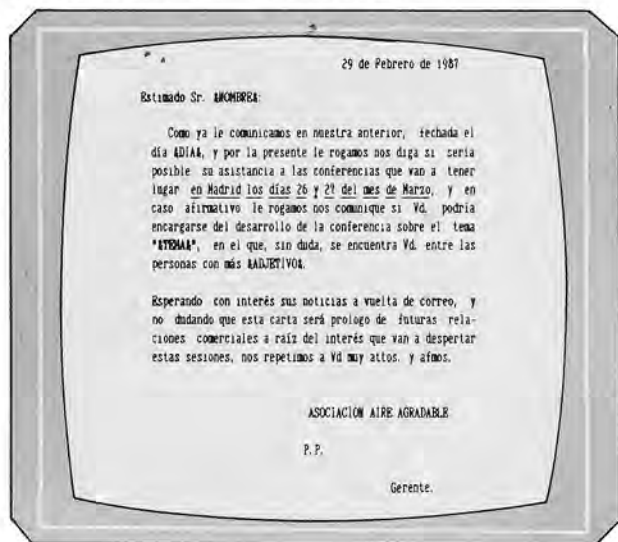 29 de Febrero de 1987
Estimado Sr. &NOMBRE&:
Como ya le comunicamos en nuestra anterior, fechada el
día &DIA&, y por la presente le rogamos nos diga si sería
posible su asistancia a las conferencias que van a tener
lugar en Madrid los días 26 y 27 del mes de Marzo, y en
caso afirmativo le rogamos nos comunique si Vd. podría
encargarse del desarrollo de la conferencia sobre el tema
"&TEMA&", en el que, sin duda, se encuentra Vd. entre las
personas con más &ADJETIVO&.
Esperando con interés sus noticias a vuelta de correo, y
no dudando que esta carta será prologo de futuras rela-
ciones comerciales a raíz del interés que van a despertar
estas sesiones, nos repetimos a Vd muy attos. y afmos.
ASOCIACION AIRE AGRADABLE
P.P.
Gerente.